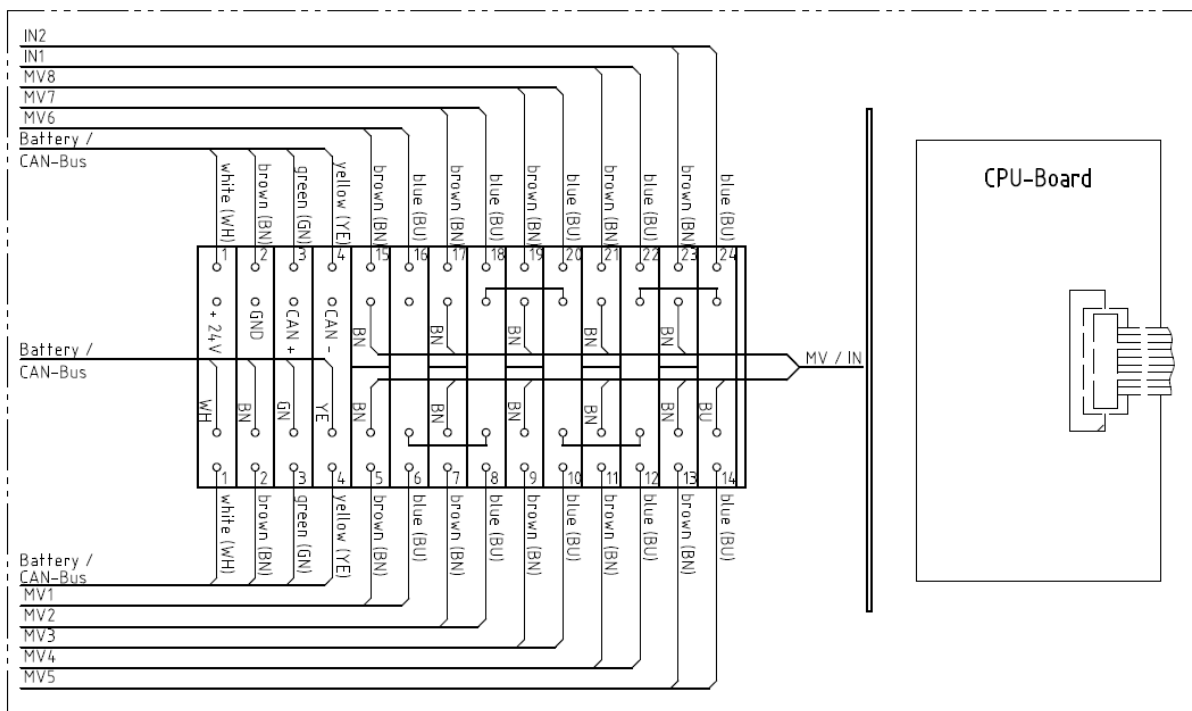 IN2
IN1
MV8
MV7
MV6
Battery /
CAN-Bus
white (WH)
brown (BN)
green (GN)
yellow (YE)
brown (BN)
blue (BU)
brown (BN)
blue (BU)
brown (BN)
blue (BU)
brown (BN)
blue (BU)
brown (BN)
blue (BU)
CPU-Board
1 2 3 4 15 16 17 18 19 20 21 22 23 24
+ 24V
GND
CAN +
CAN -
BN
BN
BN
BN
BN
Battery /
CAN-Bus
MV / IN
WH
BN
GN
YE
BN
BN
BN
BN
BN
BU
1 2 3 4 5 6 7 8 9 10 11 12 13 14
white (WH)
brown (BN)
green (GN)
yellow (YE)
brown (BN)
blue (BU)
brown (BN)
blue (BU)
brown (BN)
blue (BU)
brown (BN)
blue (BU)
brown (BN)
blue (BU)
Battery /
CAN-Bus
MV1
MV2
MV3
MV4
MV5